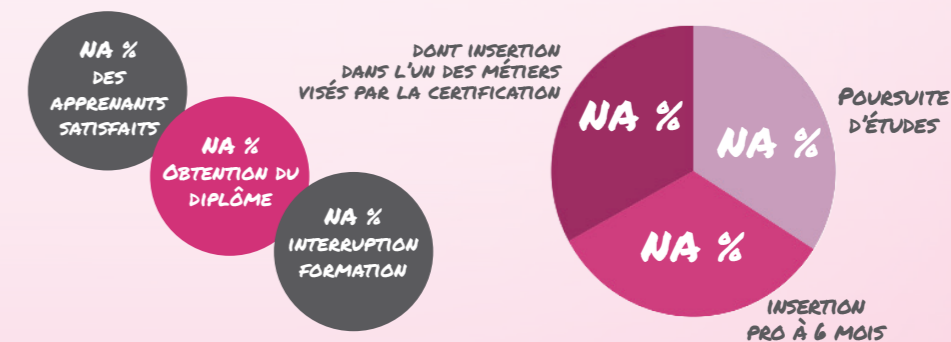 NA %
DES
APPRENANTS
SATISFAITS
NA %
OBTENTION DU
DIPLÔME
NA %
INTERRUPTION
FORMATION
DONT INSERTION
DANS L'UN DES MÉTIERS
VISÉS PAR LA CERTIFICATION
NA %
NA %
POURSUITE
D'ÉTUDES
NA %
INSERTION
PRO À 6 MOIS